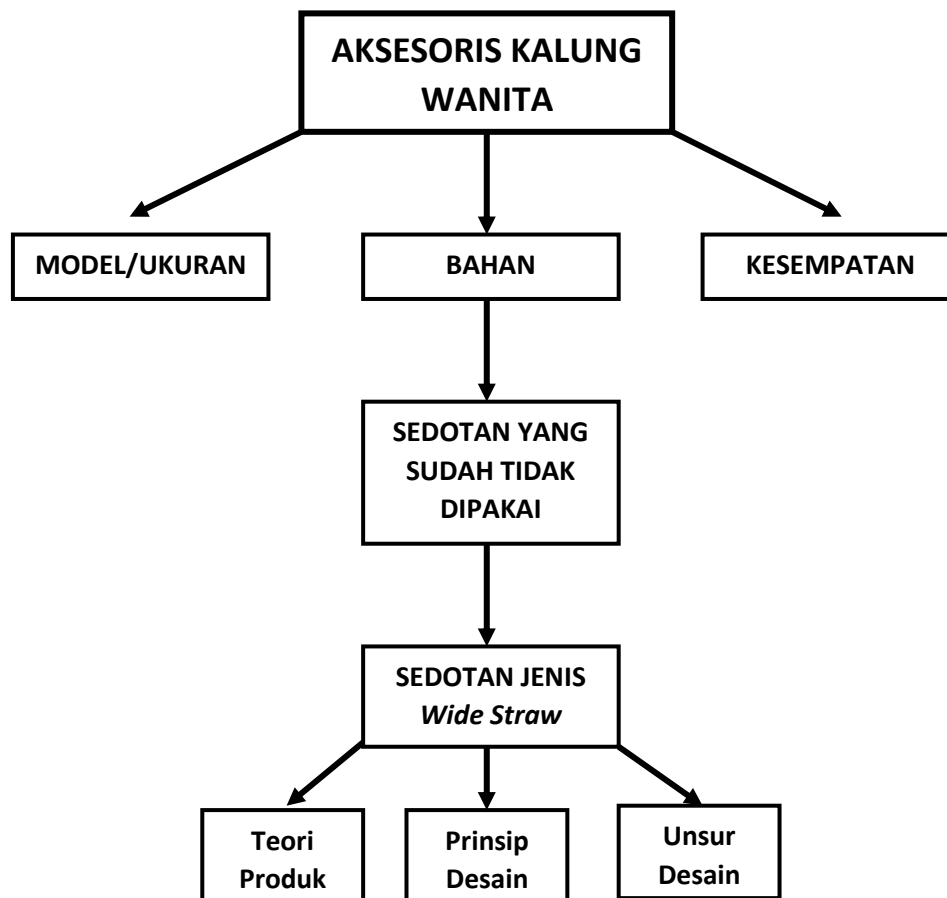 AKSESORIS KALUNG
WANITA
MODEL/UKURAN
BAHAN
KESEMPATAN
SEDOTAN YANG
SUDAH TIDAK
DIPAKAI
SEDOTAN JENIS
Wide Straw
Teori
Produk
Prinsip
Desain
Unsur
Desain